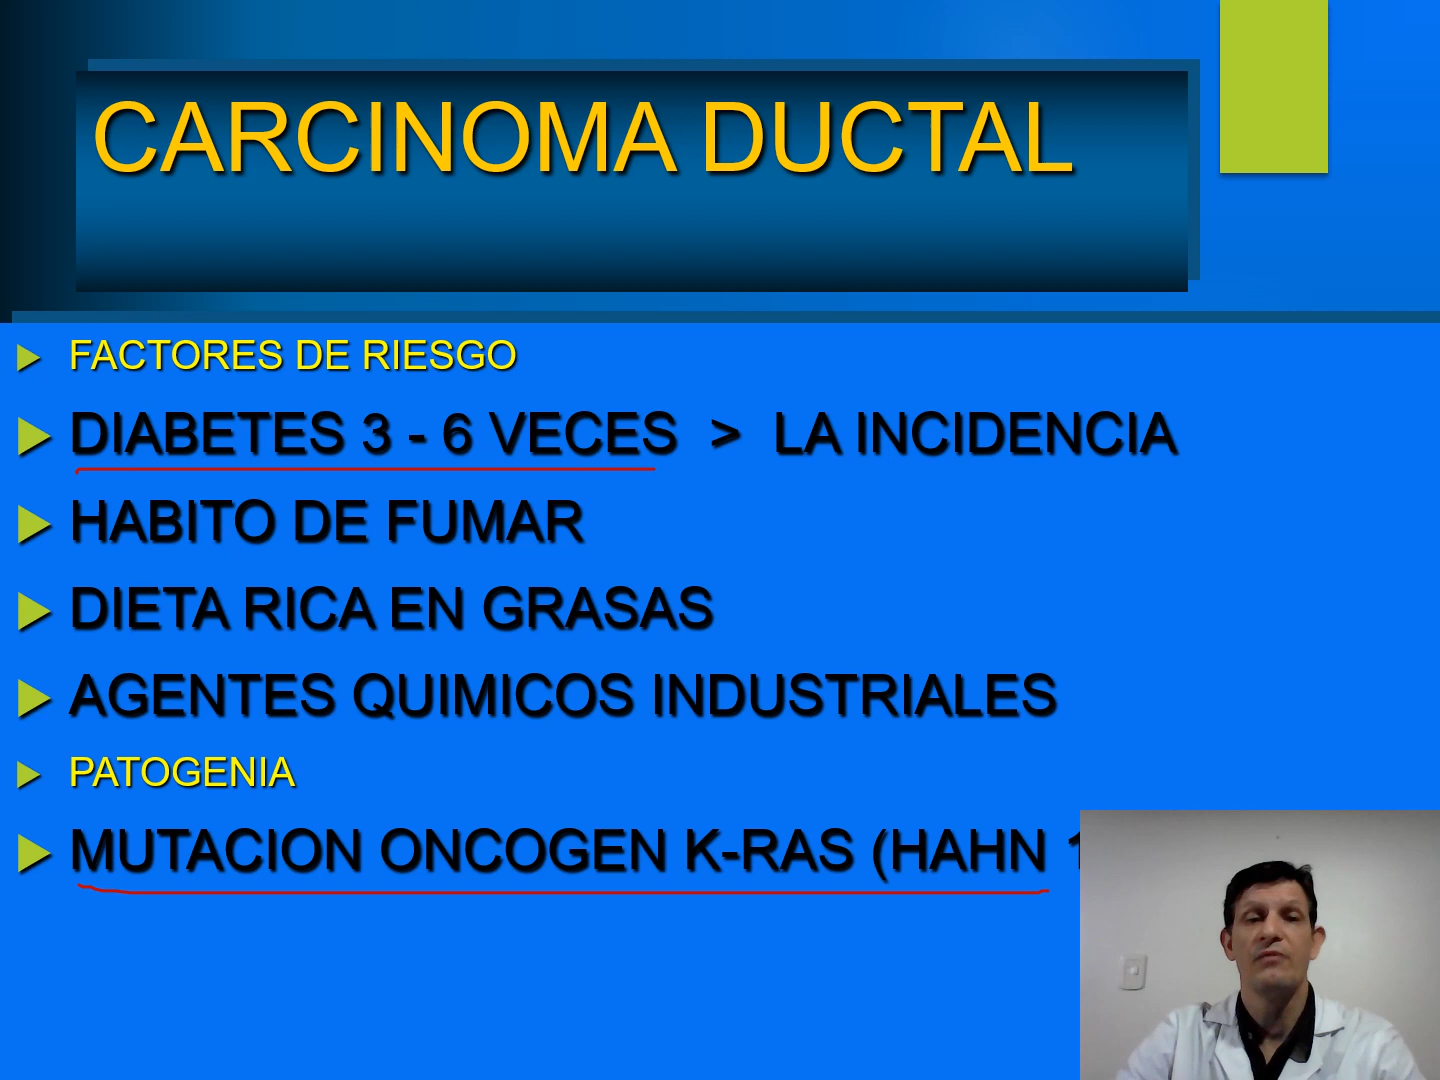 CARCINOMA DUCTAL
FACTORES DE RIESGO
DIABETES 3 - 6 VECES > LA INCIDENCIA
HABITO DE FUMAR
DIETA RICA EN GRASAS
AGENTES QUIMICOS INDUSTRIALES
PATOGENIA
MUTACION ONCOGEN K-RAS (HAHN